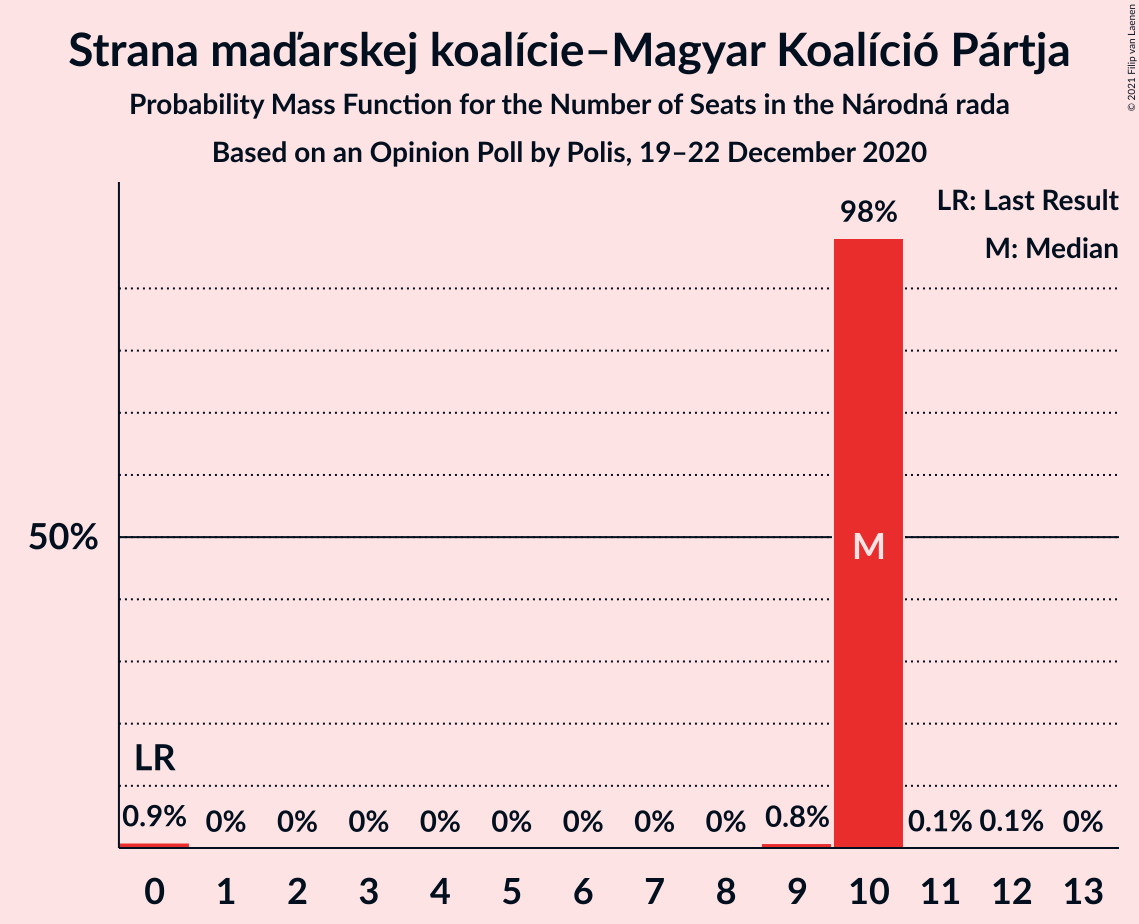 Strana maďarskej koalície–Magyar Koalíció Pártja
Probability Mass Function for the Number of Seats in the Národná rada
Based on an Opinion Poll by Polis, 19–22 December 2020
© 2021 Filip van Laenen
LR: Last Result
M: Median
98%
50%
M
LR
0.9% 0% 0% 0% 0% 0% 0% 0% 0% 0.8% 0.1% 0.1% 0%
0 1 2 3 4 5 6 7 8 9 10 11 12 13